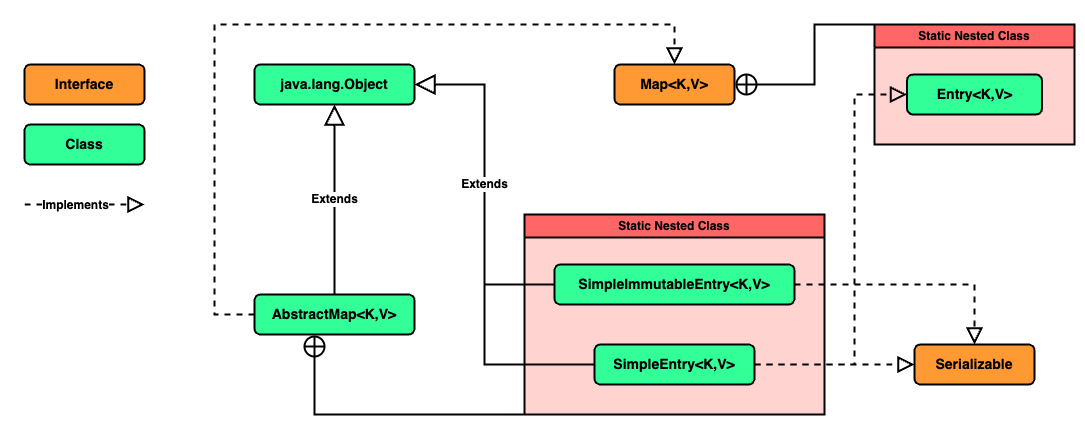 Static Nested Class
Interface
java.lang.Object
Map<K,V>
Entry<K,V>
Class
Extends
Extends
Implements
Static Nested Class
SimpleImmutableEntry<K,V>
AbstractMap<K,V>
SimpleEntry<K,V>
Serializable